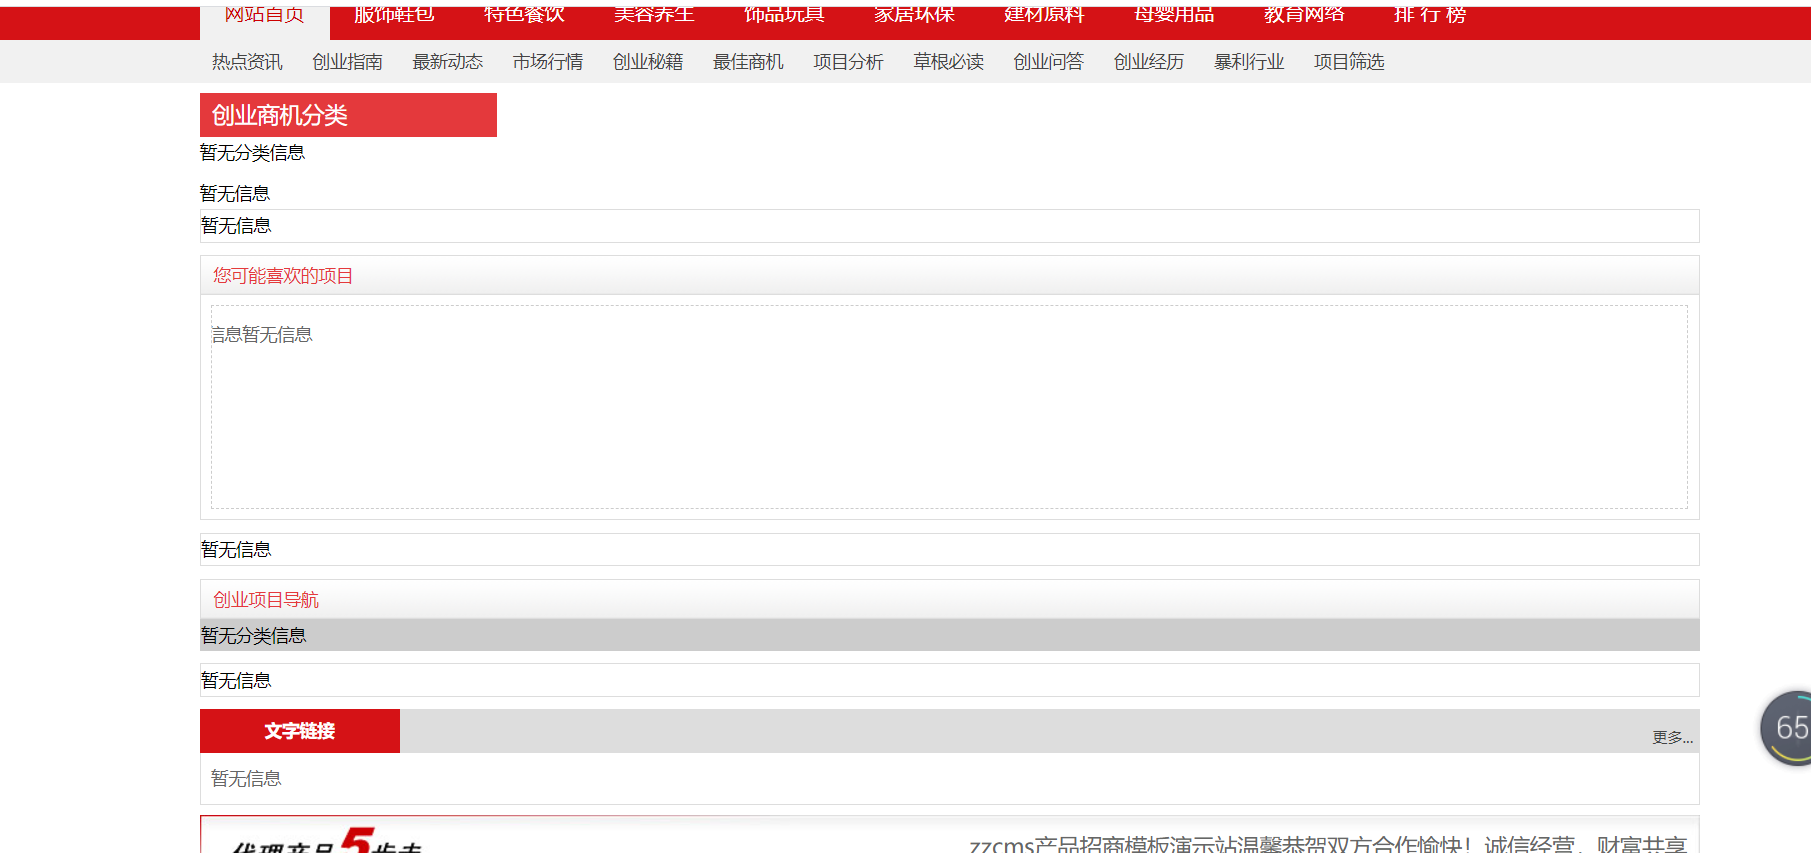 网站首页 服饰鞋包 特色餐饮 美容养生 饰品玩具 家居环保 建材原料 母婴用品 教育网络 排 行 榜
热点资讯 创业指南 最新动态 市场行情 创业秘籍 最佳商机 项目分析 草根必读 创业问答 创业经历 暴利行业 项目筛选
创业商机分类
暂无分类信息
暂无信息
暂无信息
您可能喜欢的项目
信息暂无信息
暂无信息
创业项目导航
暂无分类信息
暂无信息
文字链接 更多...
65
暂无信息
代理产品5步走 zzcms产品招商模板演示站温馨恭贺双方合作愉快！诚信经营，财富共享